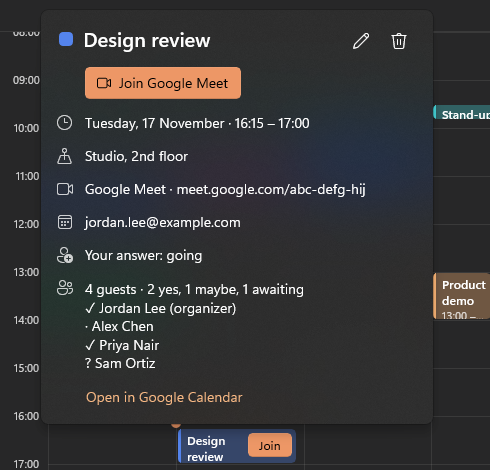 08:00
Design review
Join Google Meet
09:00
Tuesday, 17 November · 16:15 – 17:00
Stand-up
10:00
Studio, 2nd floor
11:00
Google Meet · meet.google.com/abc-defg-hij
12:00
jordan.lee@example.com
Your answer: going
13:00
4 guests · 2 yes, 1 maybe, 1 awaiting
✓ Jordan Lee (organizer)
· Alex Chen
✓ Priya Nair
? Sam Ortiz
Product
demo
13:00 –
14:00
15:00
Open in Google Calendar
16:00
Design
review
Join
17:00